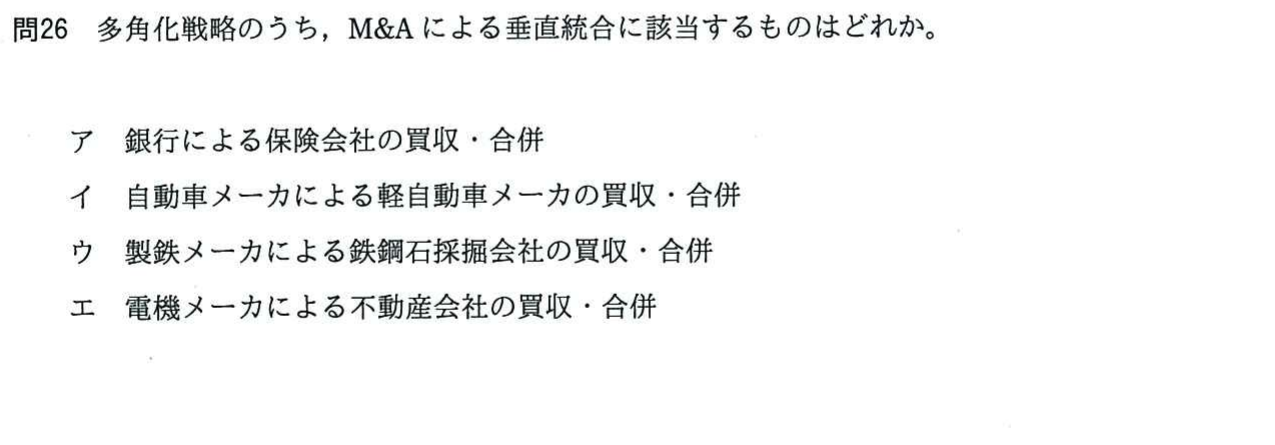 問26 多角化戦略のうち，M&Aによる垂直統合に該当するものはどれか。
ア 銀行による保険会社の買収・合併
イ 自動車メーカによる軽自動車メーカの買収・合併
ウ 製鉄メーカによる鉄鋼石採掘会社の買収・合併
エ 電機メーカによる不動産会社の買収・合併